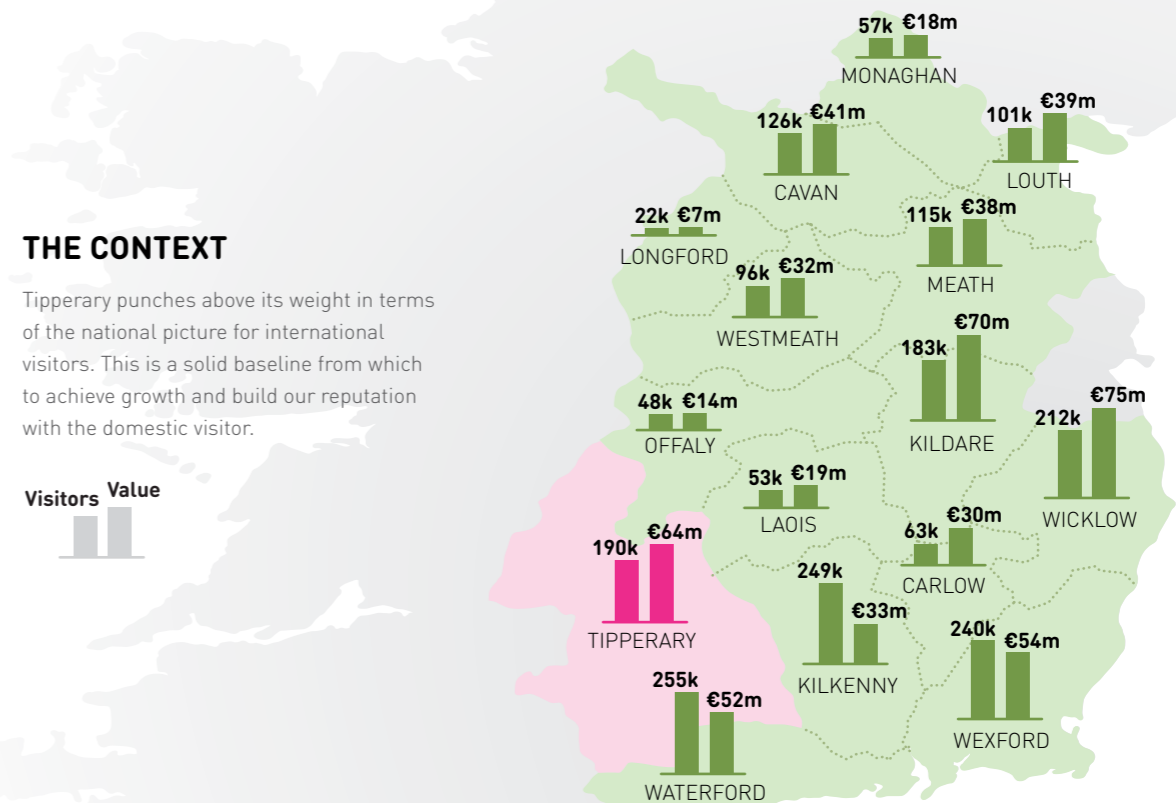 THE CONTEXT
Tipperary punches above its weight in terms
of the national picture for international
visitors. This is a solid baseline from which
to achieve growth and build our reputation
with the domestic visitor.
Visitors Value
57k €18m
MONAGHAN
126k €41m
CAVAN
101k €39m
LOUTH
22k €7m
LONGFORD
115k €38m
MEATH
96k €32m
WESTMEATH
183k €70m
KILDARE
48k €14m
OFFALY
212k €75m
WICKLOW
53k €19m
LAOIS
63k €30m
CARLOW
190k €64m
TIPPERARY
249k €33m
KILKENNY
240k €54m
WEXFORD
255k €52m
WATERFORD